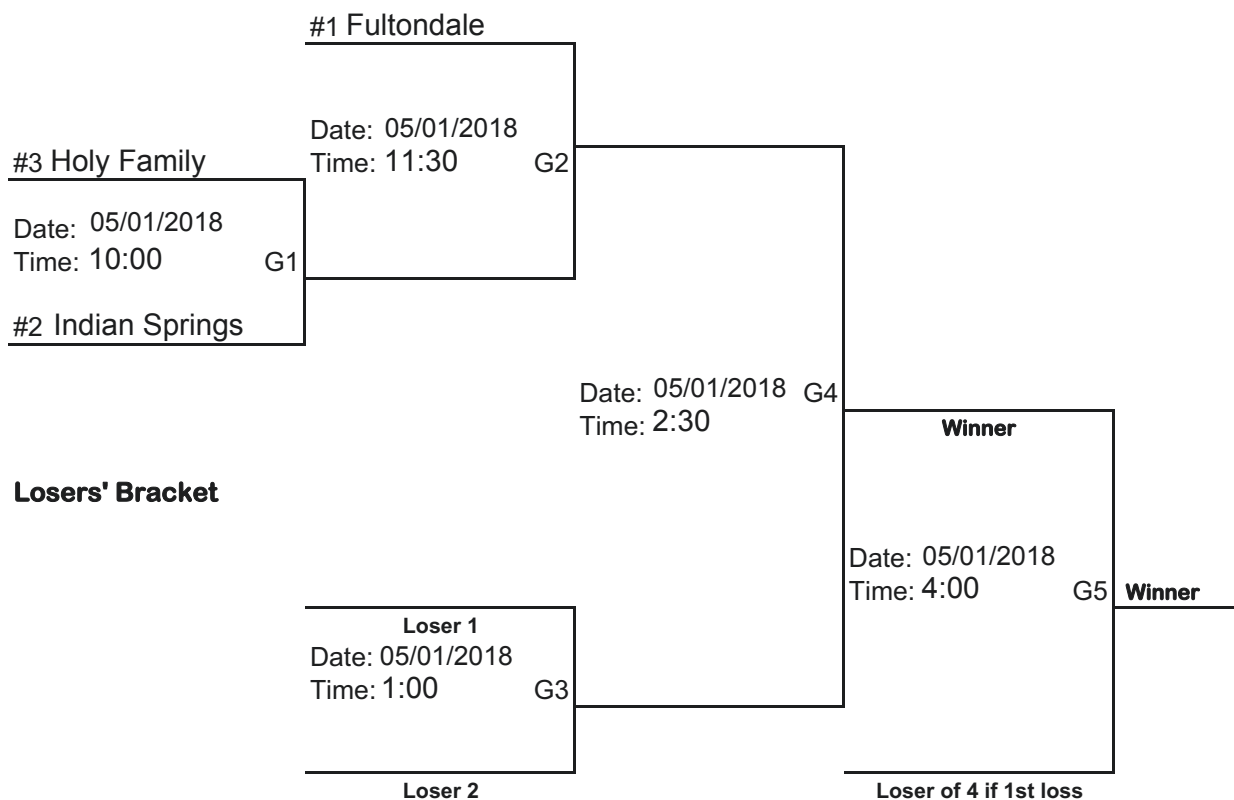 #1 Fultondale
Date: 05/01/2018
Time: 11:30 G2
#3 Holy Family
Date: 05/01/2018
Time: 10:00 G1
#2 Indian Springs
Date: 05/01/2018 G4
Time: 2:30
Winner
Losers' Bracket
Date: 05/01/2018
Time: 4:00 G5 Winner
Loser 1
Date: 05/01/2018
Time: 1:00 G3
Loser 2
Loser of 4 if 1st loss